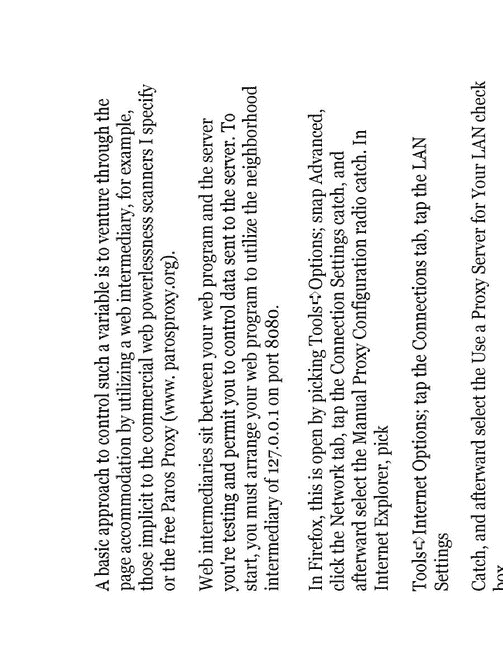 A basic approach to control such a variable is to venture through the
page accommodation by utilizing a web intermediary, for example,
those implicit to the commercial web powerlessness scanners I specify
or the free Paros Proxy (www. parosproxy.org).
Web intermediaries sit between your web program and the server
you're testing and permit you to control data sent to the server. To
start, you must arrange your web program to utilize the neighborhood
intermediary of 127.0.0.1 on port 8080.
In Firefox, this is open by picking Tools➪Options; snap Advanced,
click the Network tab, tap the Connection Settings catch, and
afterward select the Manual Proxy Configuration radio catch. In
Internet Explorer, pick
Tools➪Internet Options; tap the Connections tab, tap the LAN
Settings
Catch, and afterward select the Use a Proxy Server for Your LAN check
box